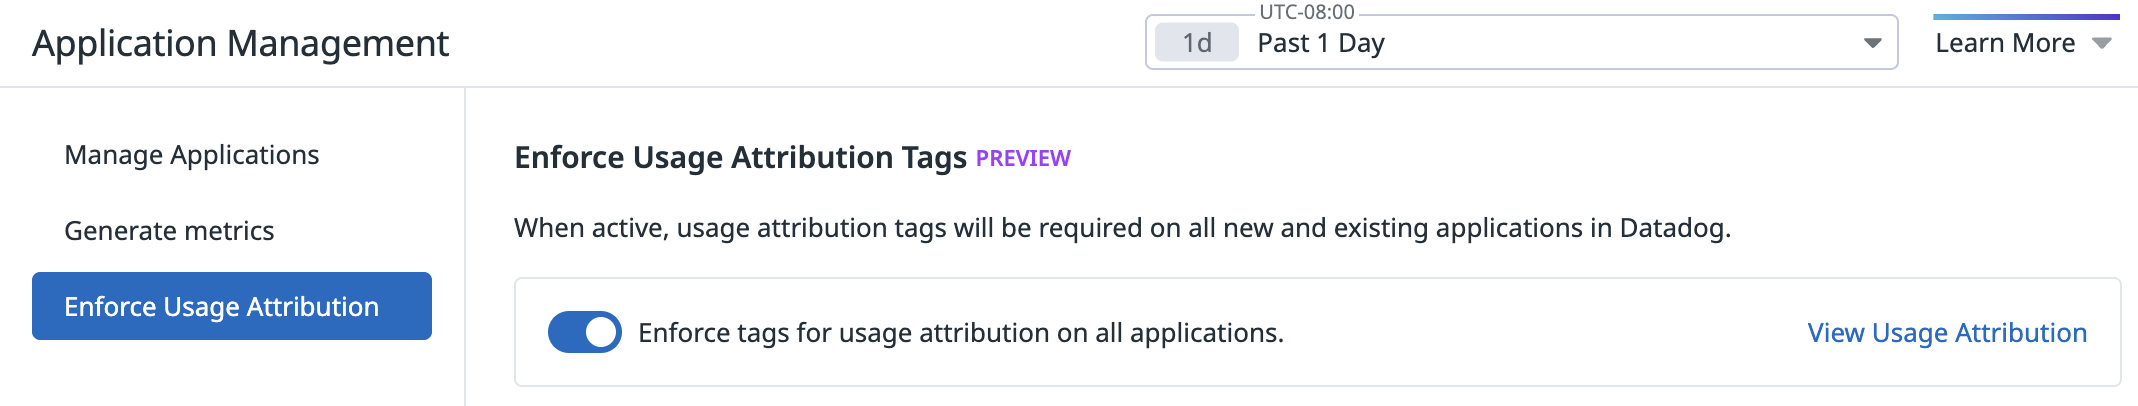 Application Management
UTC-08:00
1d Past 1 Day
Learn More
Manage Applications
Generate metrics
Enforce Usage Attribution
Enforce Usage Attribution Tags PREVIEW
When active, usage attribution tags will be required on all new and existing applications in Datadog.
Enforce tags for usage attribution on all applications.
View Usage Attribution